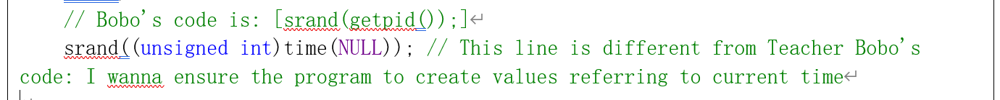 // Bobo's code is: [srand(getpid());]↵
srand((unsigned int)time(NULL)); // This line is different from Teacher Bobo's
code: I wanna ensure the program to create values referring to current time↵